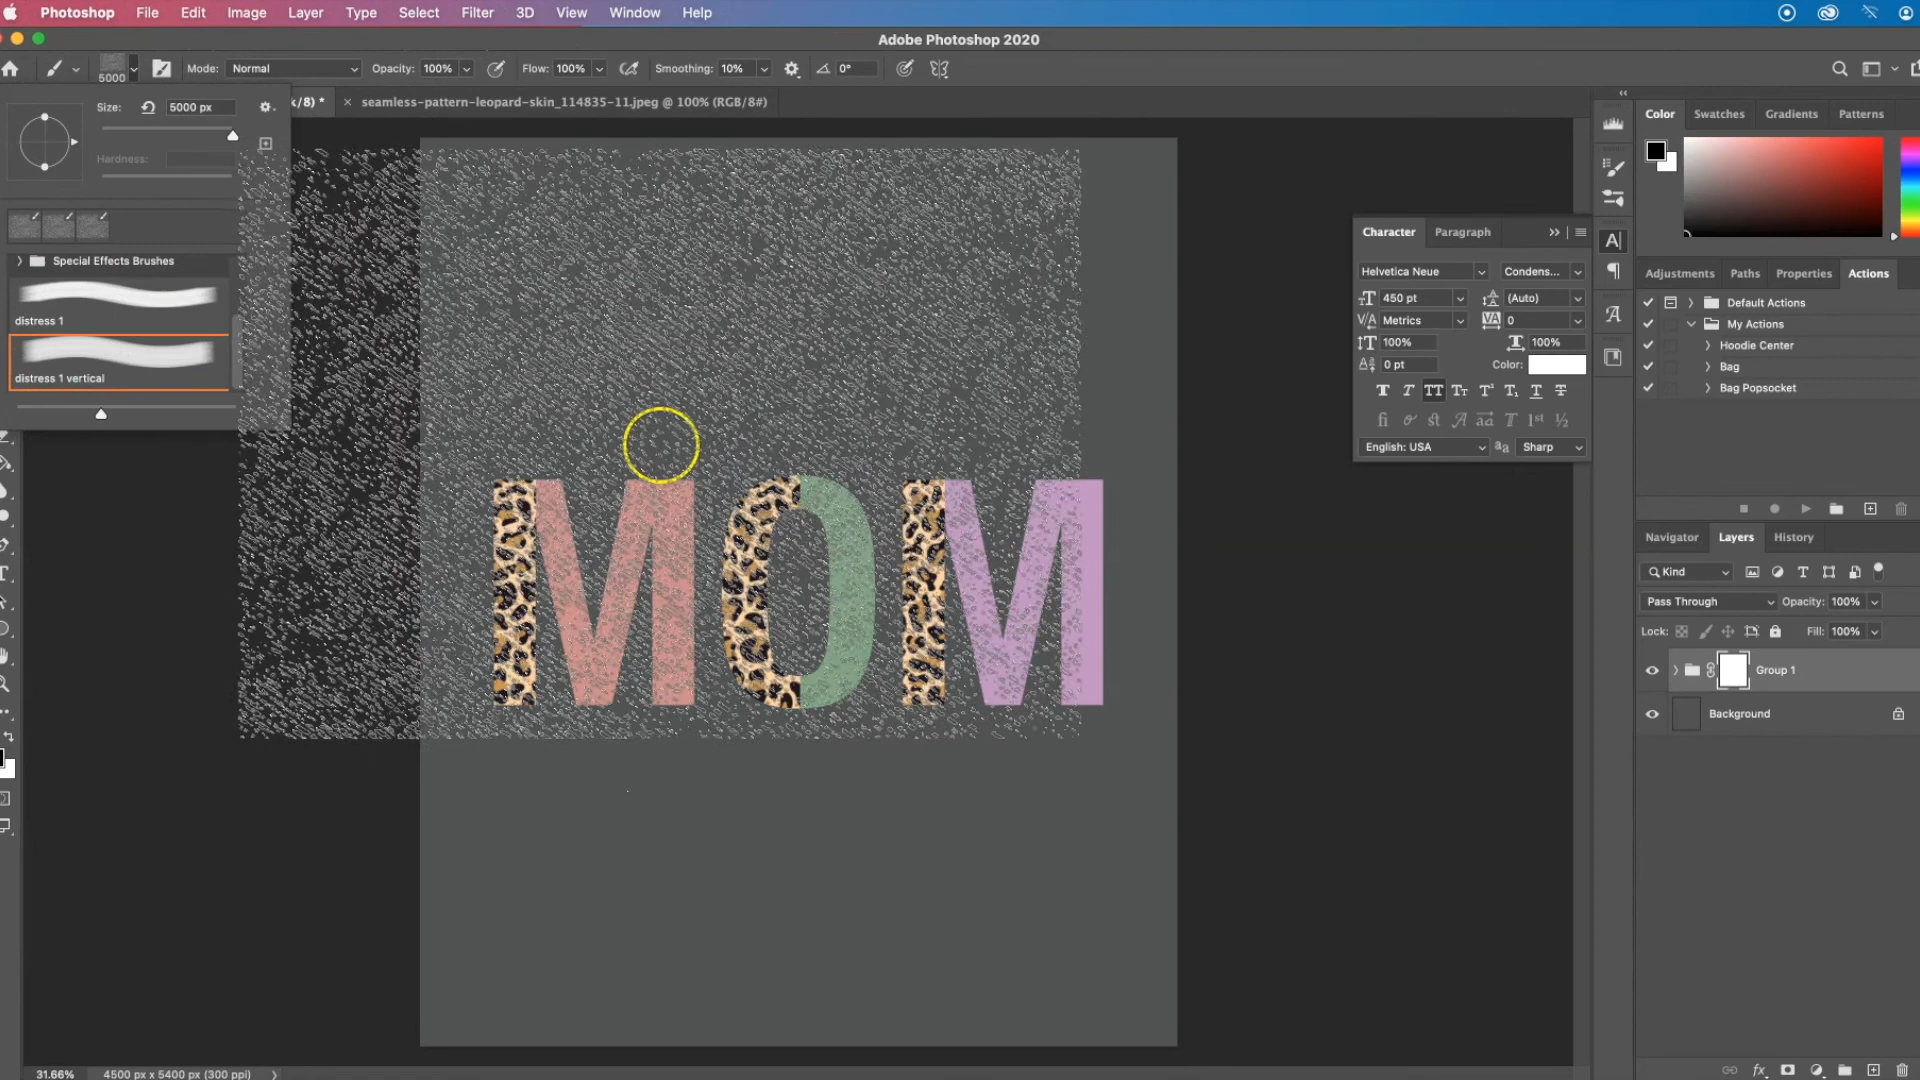 Photoshop File Edit Image Layer Type Select Filter 3D View Window Help
Adobe Photoshop 2020
5000 Mode: Normal Opacity: 100% Flow: 100% Smoothing: 10% 0°
k/8) * × seamless-pattern-leopard-skin_114835-11.jpeg @ 100% (RGB/8#)
Size: 5000 px
Hardness:
Special Effects Brushes
distress 1
distress 1 vertical
MOM
Character Paragraph
Helvetica Neue Condens...
450 pt (Auto)
Metrics 0
100% 100%
0 pt Color:
English: USA Sharp
Color Swatches Gradients Patterns
Adjustments Paths Properties Actions
Default Actions
My Actions
Hoodie Center
Bag
Bag Popsocket
Navigator Layers History
Kind
Pass Through Opacity: 100%
Lock: Fill: 100%
Group 1
Background
31.66% 4500 px x 5400 px (300 ppi)